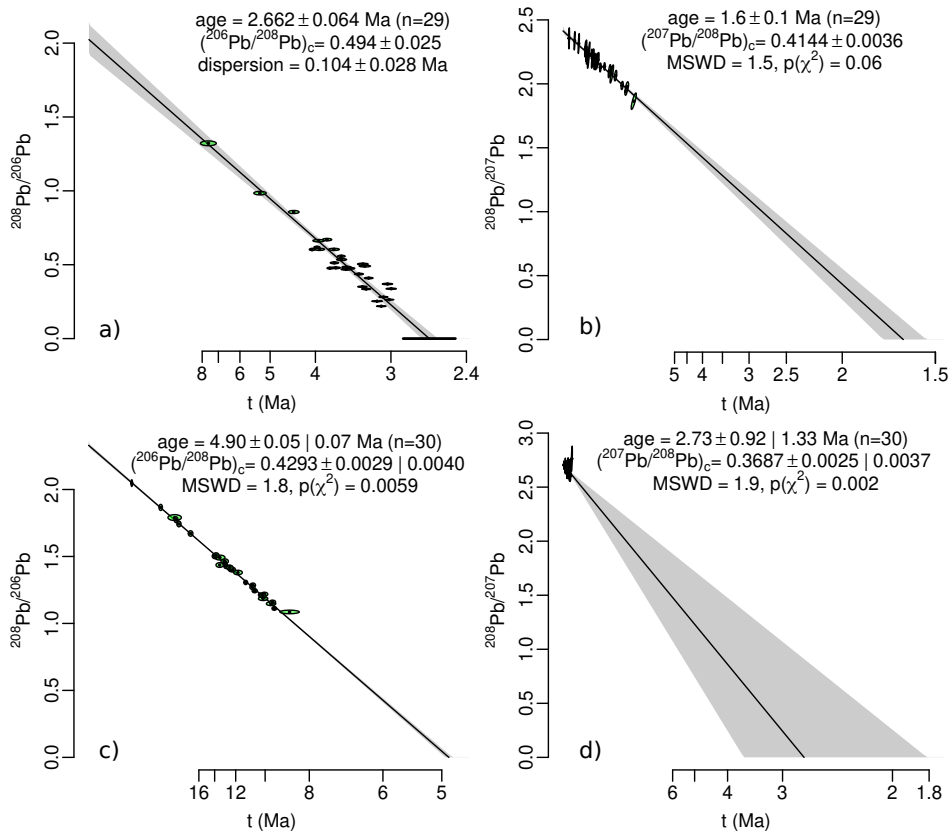 age = 2.662 ± 0.064 Ma (n=29)
(²⁰⁶Pb/²⁰⁸Pb)c = 0.494 ± 0.025
dispersion = 0.104 ± 0.028 Ma
²⁰⁸Pb/²⁰⁶Pb
0.0 0.5 1.0 1.5 2.0
a)
8 6 5 4 3 2.4
t (Ma)
age = 1.6 ± 0.1 Ma (n=29)
(²⁰⁷Pb/²⁰⁸Pb)c = 0.4144 ± 0.0036
MSWD = 1.5, p(χ²) = 0.06
²⁰⁸Pb/²⁰⁷Pb
0.0 0.5 1.0 1.5 2.0 2.5
b)
5 4 3 2.5 2 1.5
t (Ma)
age = 4.90 ± 0.05 | 0.07 Ma (n=30)
(²⁰⁶Pb/²⁰⁸Pb)c = 0.4293 ± 0.0029 | 0.0040
MSWD = 1.8, p(χ²) = 0.0059
²⁰⁸Pb/²⁰⁶Pb
0.0 0.5 1.0 1.5 2.0
c)
16 12 8 6 5
t (Ma)
age = 2.73 ± 0.92 | 1.33 Ma (n=30)
(²⁰⁷Pb/²⁰⁸Pb)c = 0.3687 ± 0.0025 | 0.0037
MSWD = 1.9, p(χ²) = 0.002
²⁰⁸Pb/²⁰⁷Pb
0.0 0.5 1.0 1.5 2.0 2.5 3.0
d)
6 4 3 2 1.8
t (Ma)